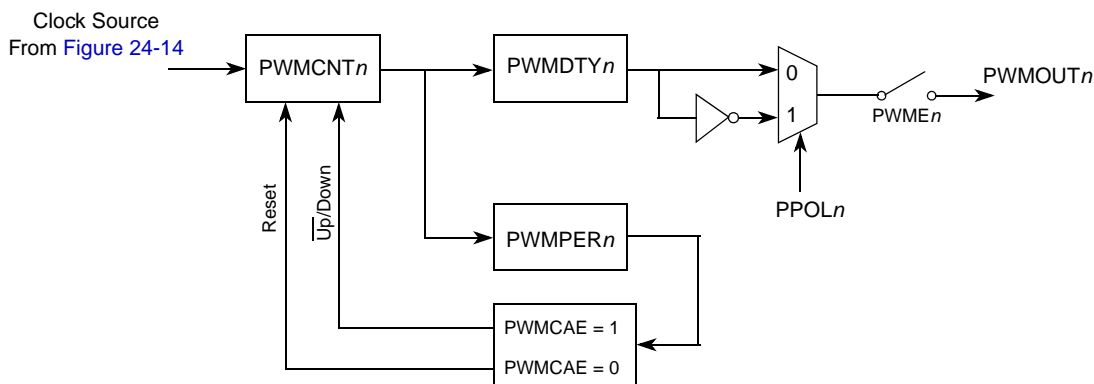 Clock Source
From Figure 24-14
PWMCNTn
PWMDTYn
0
1
PWMEn
PWMOUTn
PPOLn
Reset
Up/Down
PWMPERn
PWMCAE = 1
PWMCAE = 0